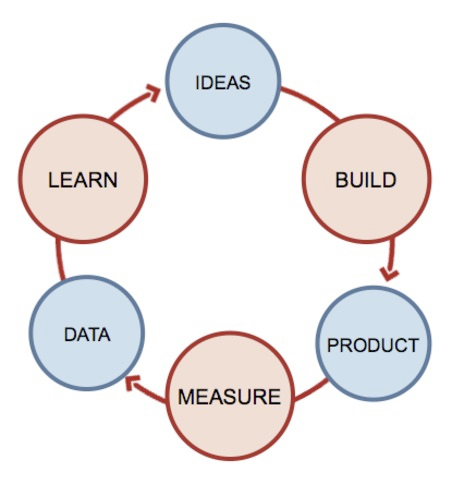 IDEAS
BUILD
PRODUCT
MEASURE
DATA
LEARN